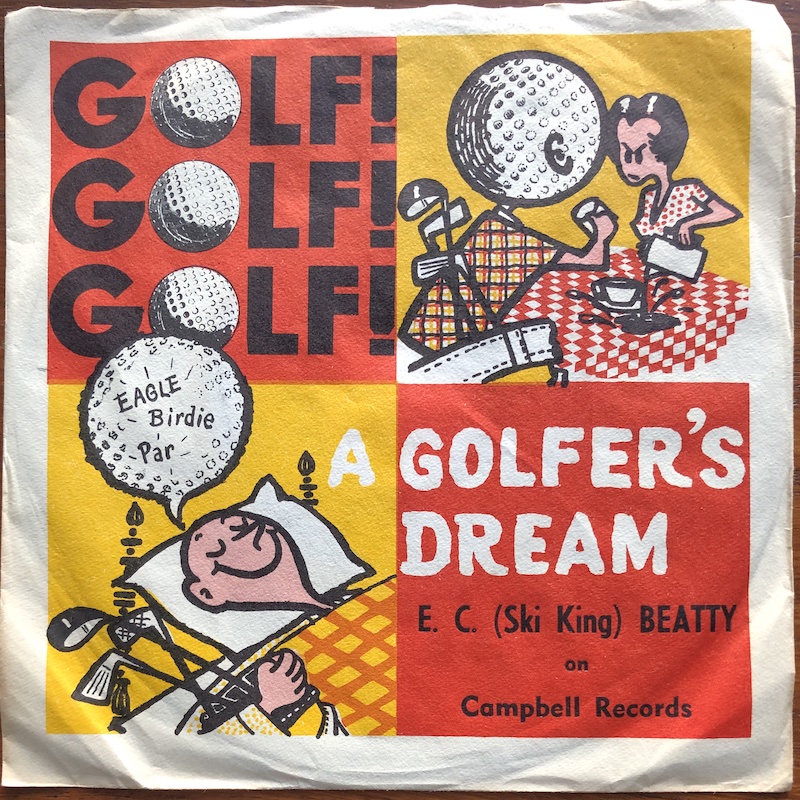 GOLF!
GOLF!
GOLF!
EAGLE
Birdie
Par
A GOLFER'S
DREAM
E. C. (Ski King) BEATTY
on
Campbell Records